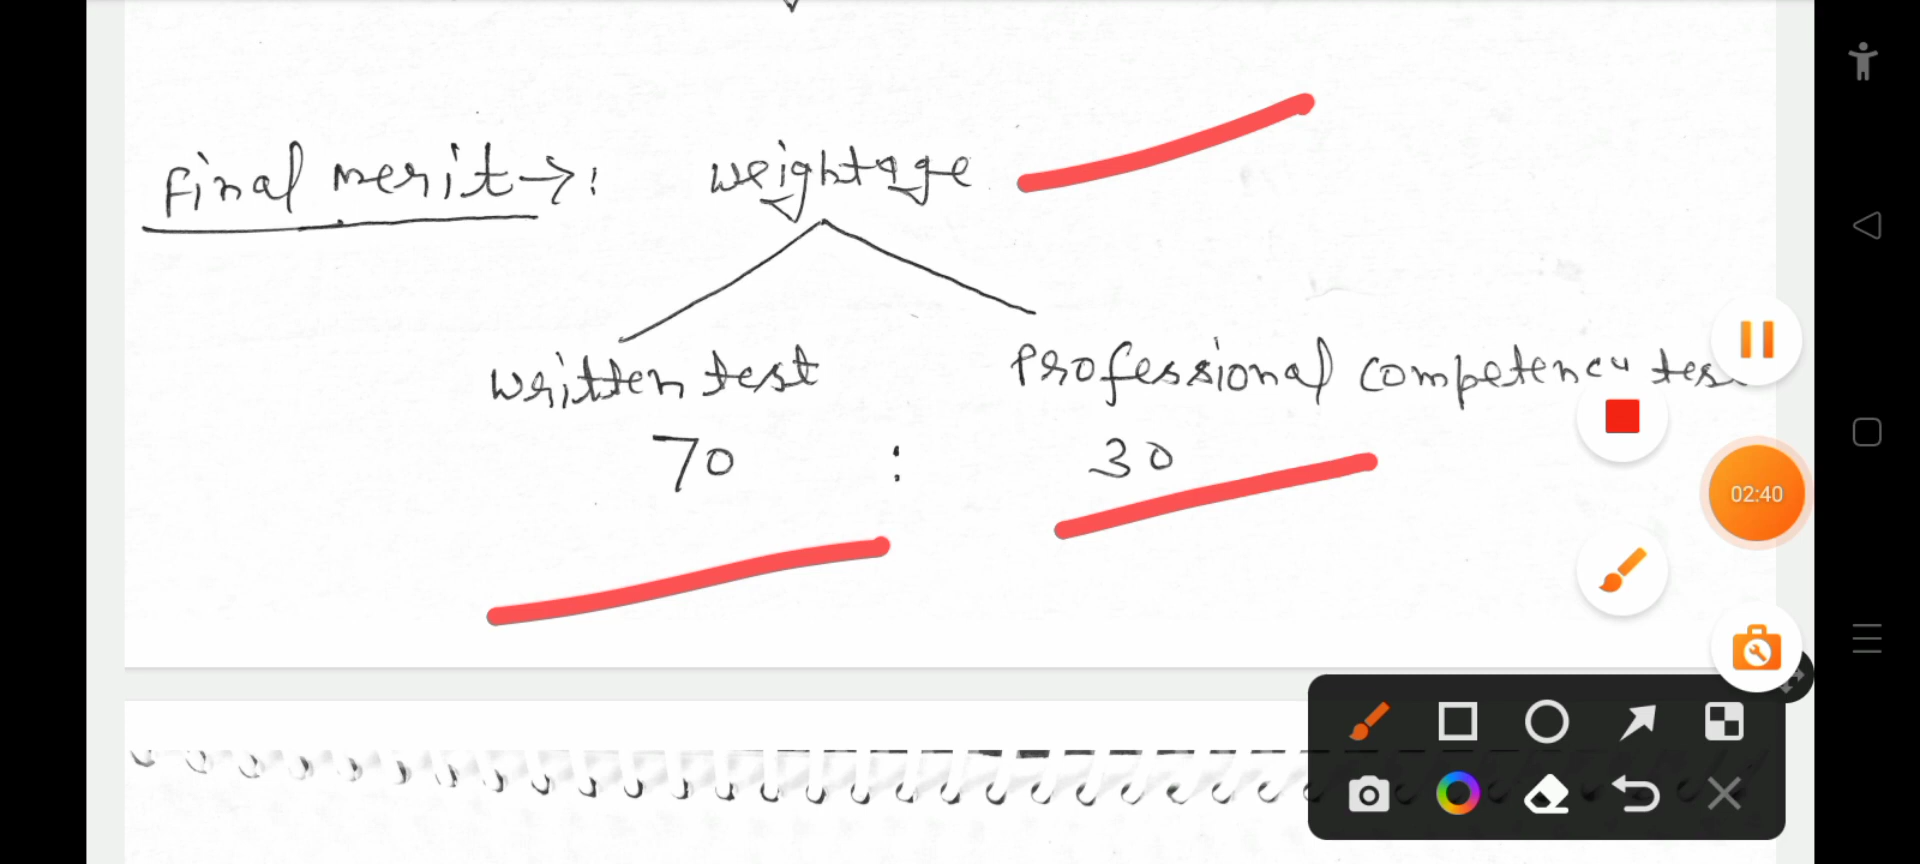 Final merit →: weightage
written test professional competency tes
70 : 30
02:40